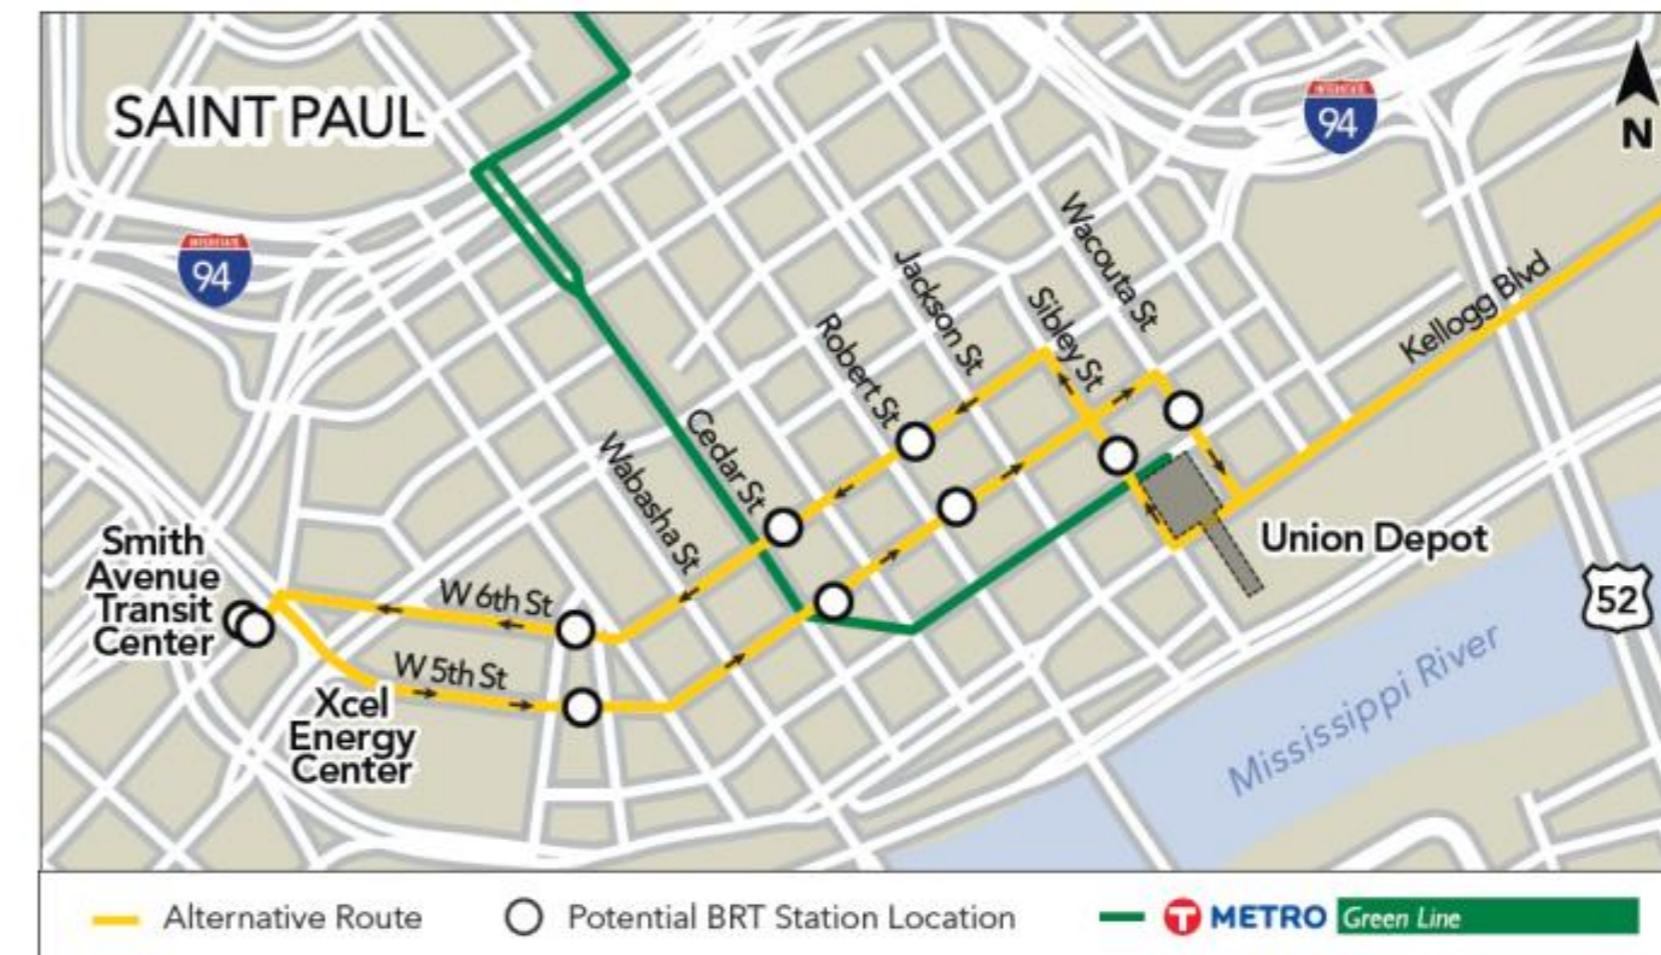 SAINT PAUL
INTERSTATE
94
N
INTERSTATE
94
Wacouta St
Jackson St
Sibley St
Kellogg Blvd
Robert St
Cedar St
Wabasha St
Union Depot
Smith
Avenue
Transit
Center
W 6th St
W 5th St
Xcel
Energy
Center
52
Mississippi River
Alternative Route
Potential BRT Station Location
T METRO Green Line